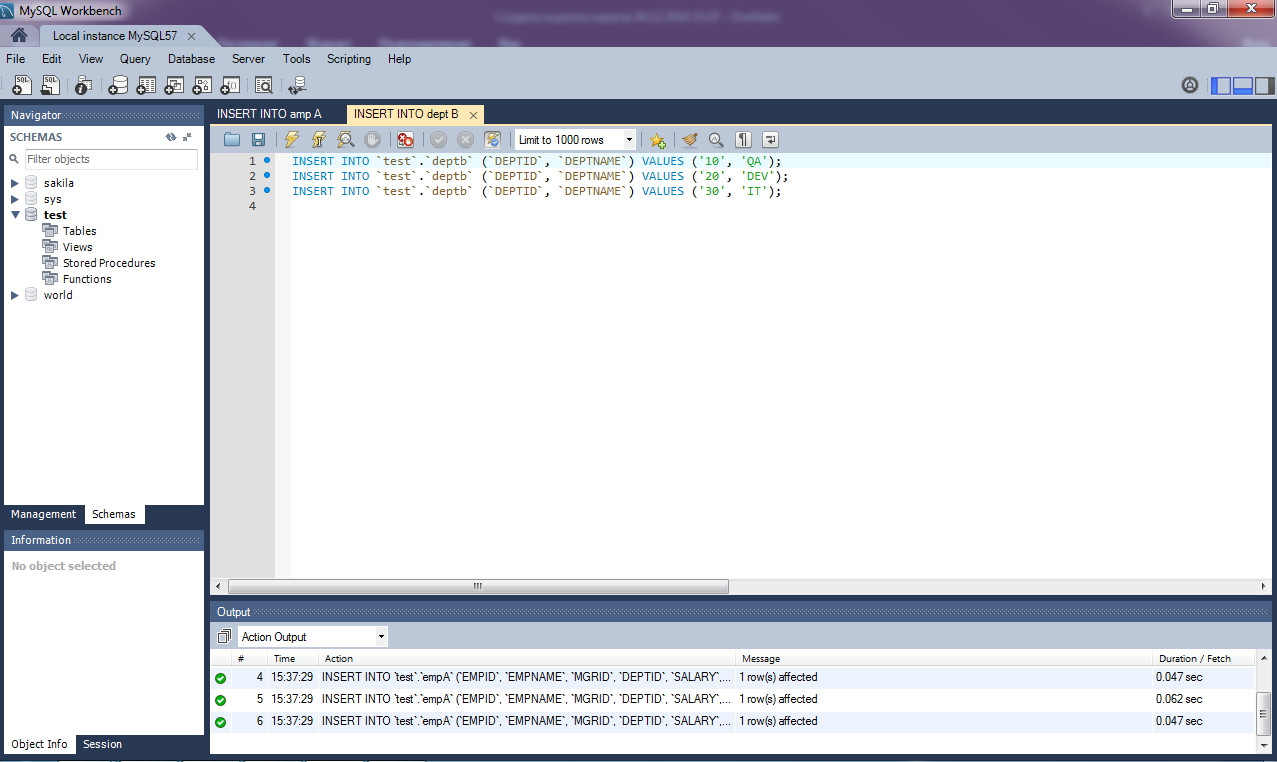 MySQL Workbench
Local instance MySQL57
File Edit View Query Database Server Tools Scripting Help
Navigator
SCHEMAS
Filter objects
sakila
sys
test
Tables
Views
Stored Procedures
Functions
world
Management Schemas
Information
No object selected
Object Info Session
INSERT INTO amp A INSERT INTO dept B
Limit to 1000 rows
1 INSERT INTO `test`.`deptb` (`DEPTID`, `DEPTNAME`) VALUES ('10', 'QA');
2 INSERT INTO `test`.`deptb` (`DEPTID`, `DEPTNAME`) VALUES ('20', 'DEV');
3 INSERT INTO `test`.`deptb` (`DEPTID`, `DEPTNAME`) VALUES ('30', 'IT');
4
Output
Action Output
# Time Action Message Duration / Fetch
4 15:37:29 INSERT INTO `test`.`empA` (`EMPID`, `EMPNAME`, `MGRID`, `DEPTID`, `SALARY`,... 1 row(s) affected 0.047 sec
5 15:37:29 INSERT INTO `test`.`empA` (`EMPID`, `EMPNAME`, `MGRID`, `DEPTID`, `SALARY`,... 1 row(s) affected 0.062 sec
6 15:37:29 INSERT INTO `test`.`empA` (`EMPID`, `EMPNAME`, `MGRID`, `DEPTID`, `SALARY`,... 1 row(s) affected 0.047 sec